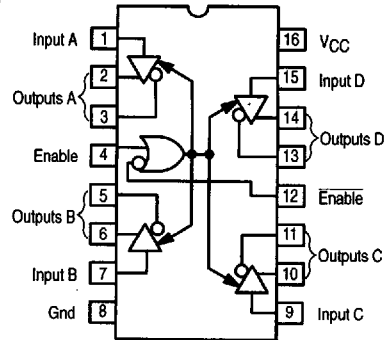 Input A 1
2
Outputs A
3
Enable 4
5
Outputs B
6
Input B 7
Gnd 8
16 VCC
15 Input D
14
Outputs D
13
12 Enable
11
Outputs C
10
9 Input C